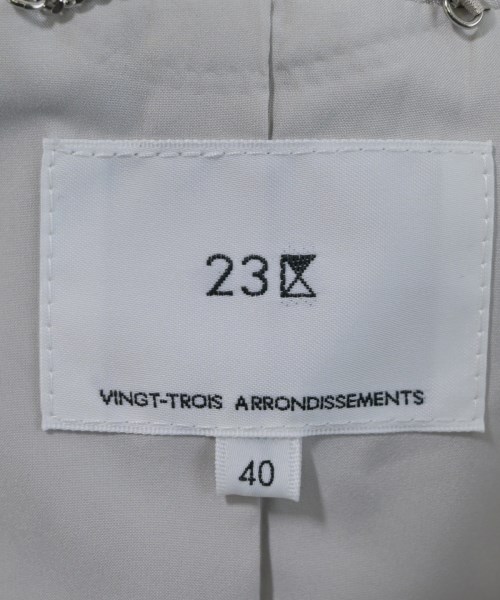 23区
VINGT-TROIS ARRONDISSEMENTS
40